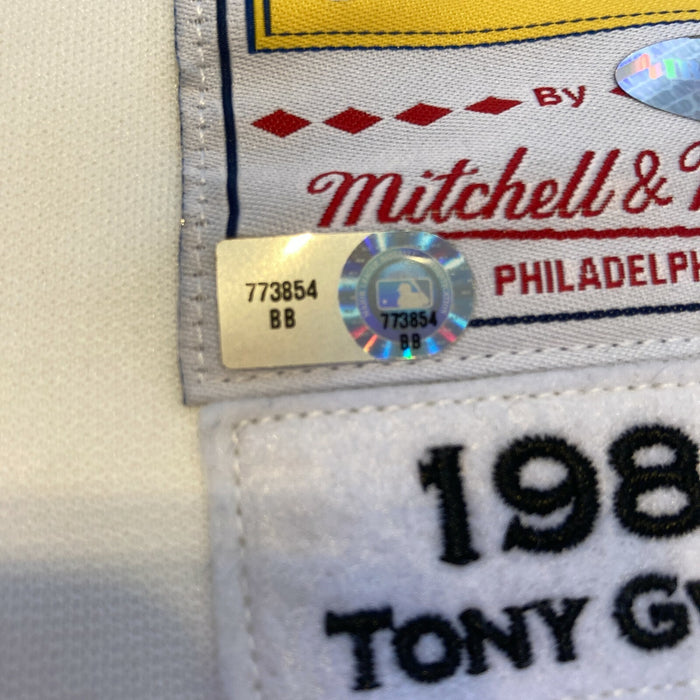 By
Mitchell &
PHILADELPH
773854
BB
773854
BB
198
TONY G